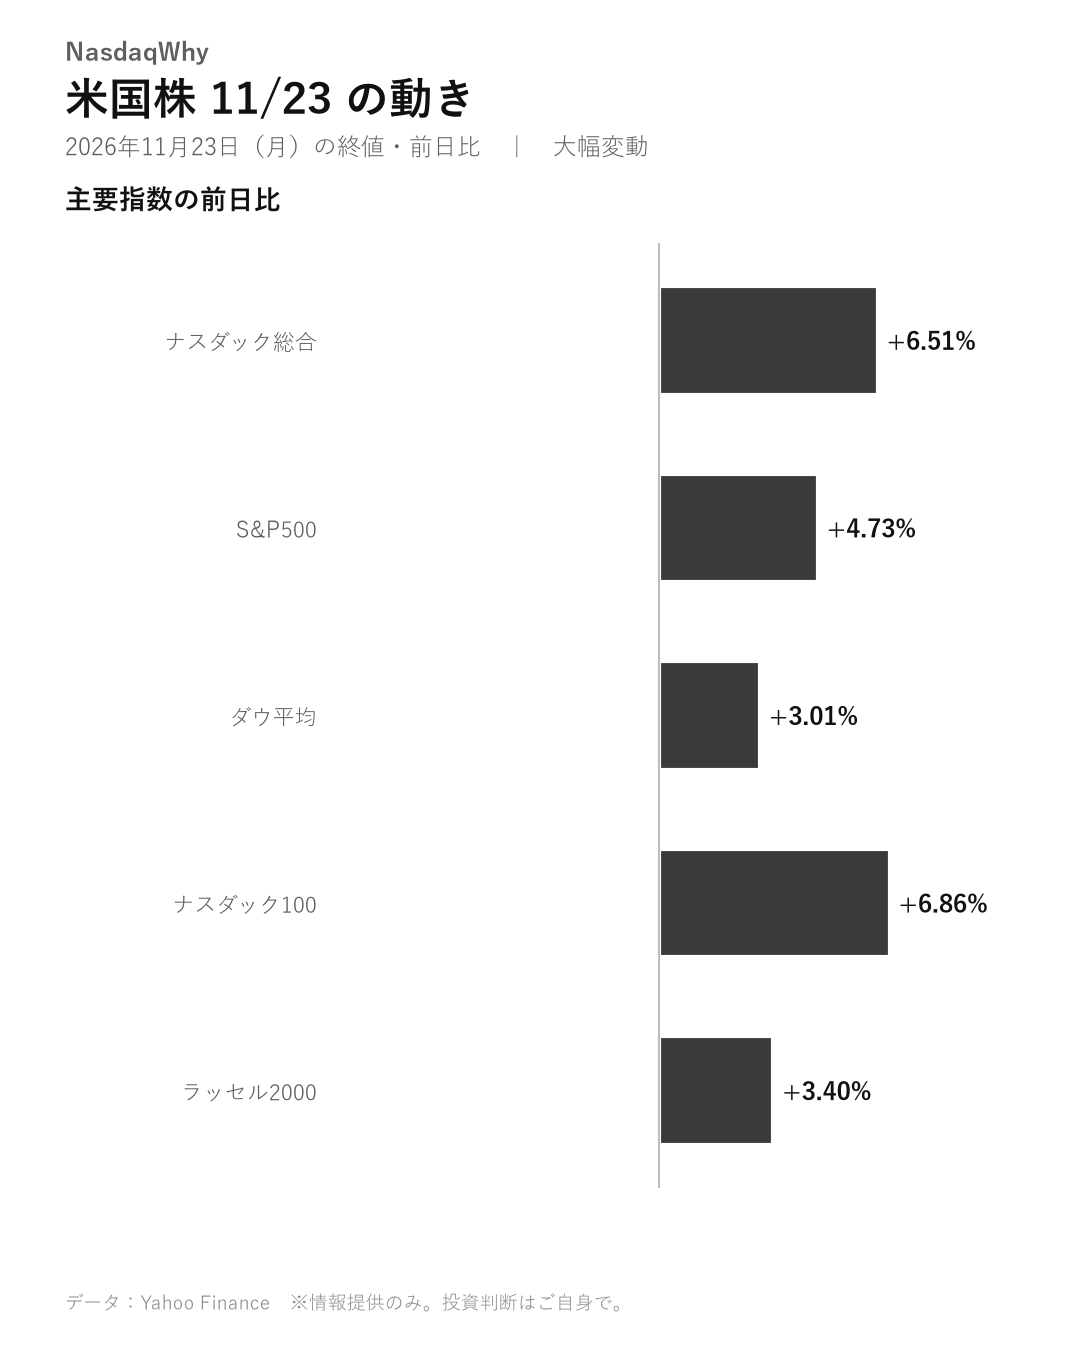 NasdaqWhy
米国株 11/23 の動き
2026年11月23日（月）の終値・前日比　｜　大幅変動
主要指数の前日比
ナスダック総合 +6.51%
S&P500 +4.73%
ダウ平均 +3.01%
ナスダック100 +6.86%
ラッセル2000 +3.40%
データ：Yahoo Finance　※情報提供のみ。投資判断はご自身で。